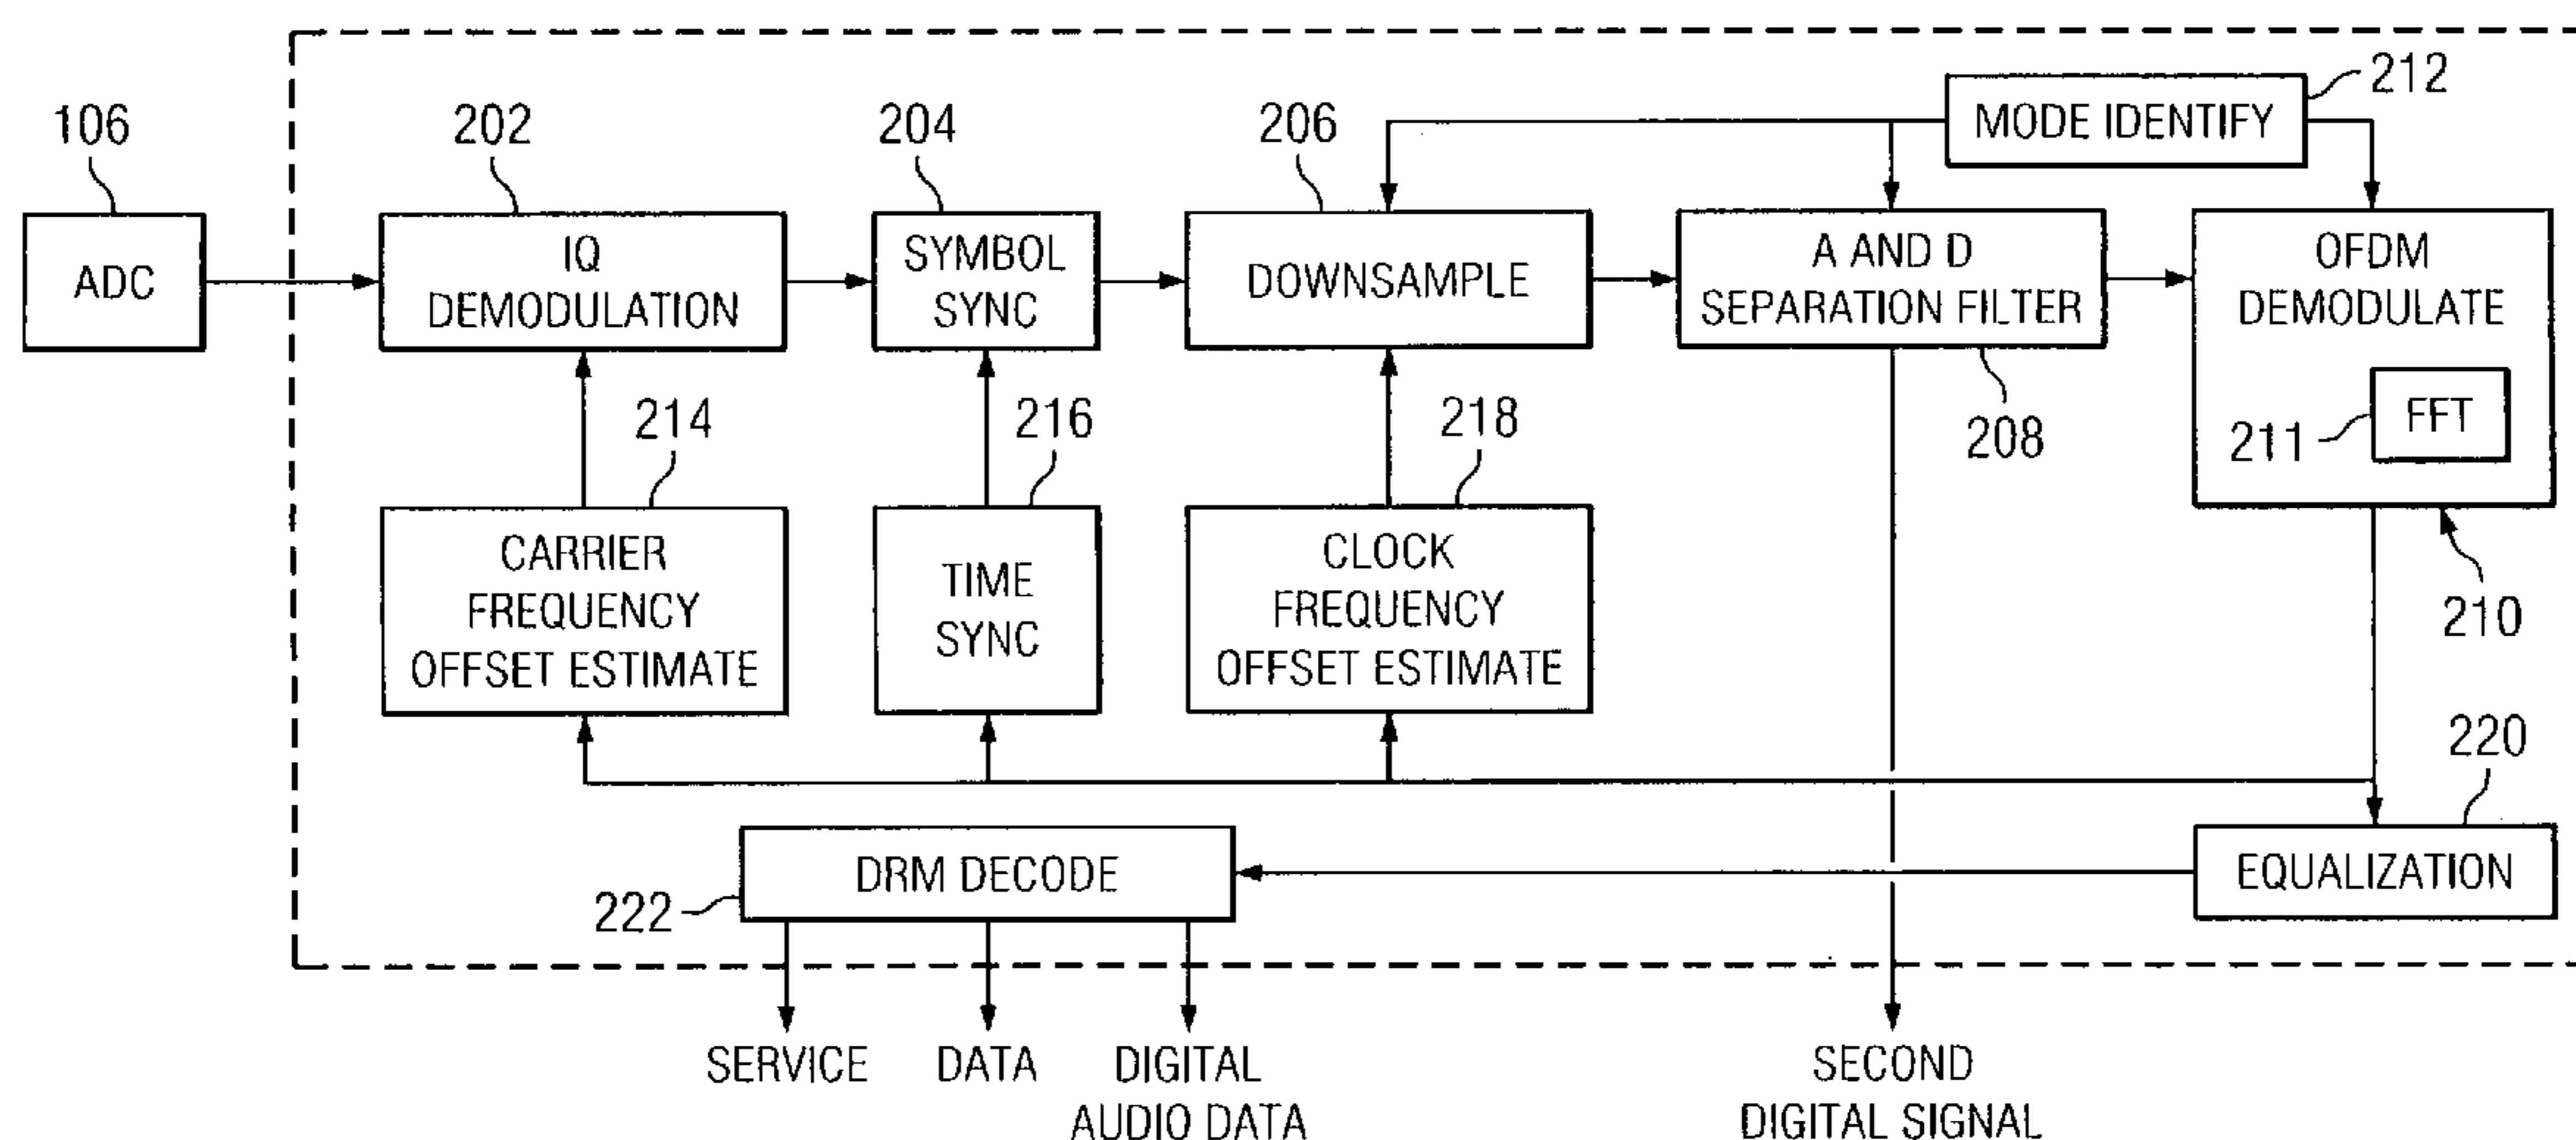 212
MODE IDENTIFY
106
202
204
206
ADC
IQ
DEMODULATION
SYMBOL
SYNC
DOWNSAMPLE
A AND D
SEPARATION FILTER
OFDM
DEMODULATE
FFT
211
208
210
214
216
218
CARRIER
FREQUENCY
OFFSET ESTIMATE
TIME
SYNC
CLOCK
FREQUENCY
OFFSET ESTIMATE
220
EQUALIZATION
DRM DECODE
222
SERVICE
DATA
DIGITAL
AUDIO DATA
SECOND
DIGITAL SIGNAL